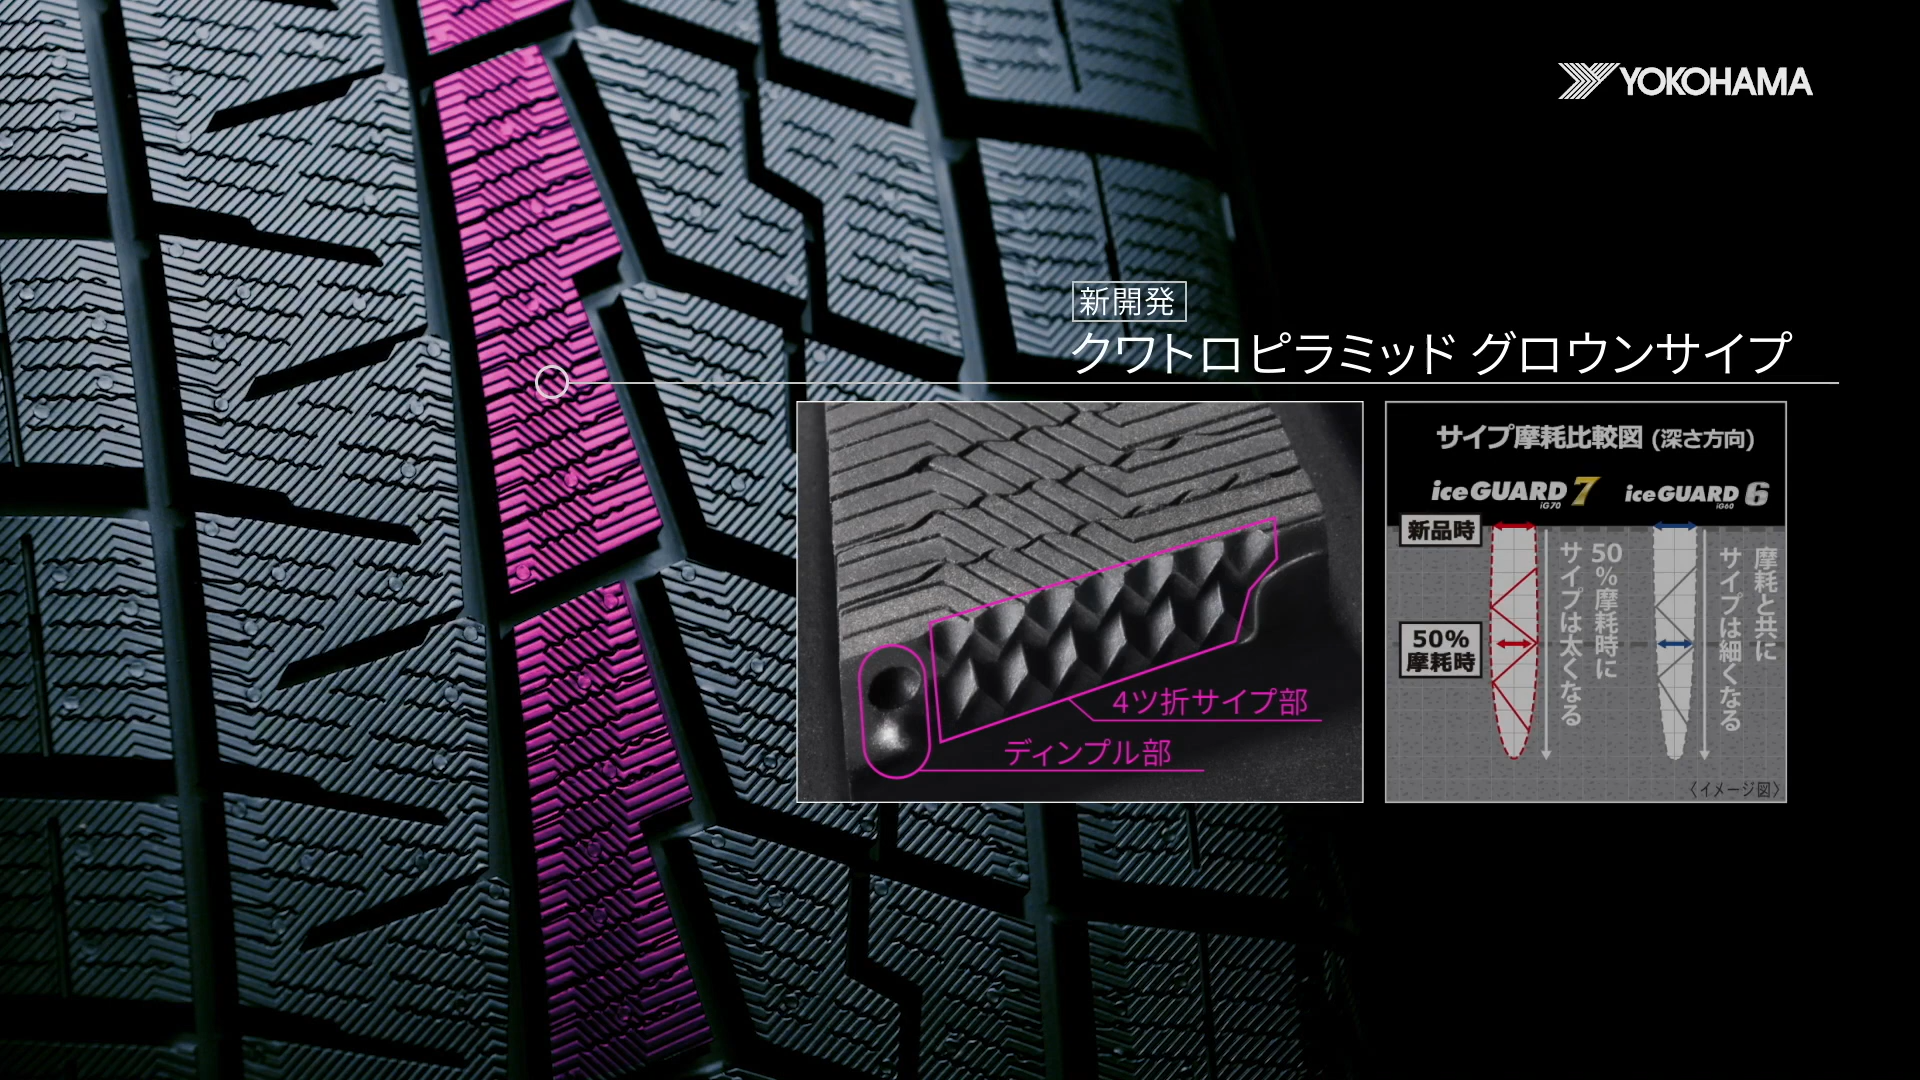 YOKOHAMA
新開発
クワトロピラミッド グロウンサイプ
4ツ折サイプ部
ディンプル部
サイプ摩耗比較図 (深さ方向)
iceGUARD 7
iG70
iceGUARD 6
iG60
新品時
50%
摩耗時
50%摩耗時に
サイプは太くなる
摩耗と共に
サイプは細くなる
〈イメージ図〉